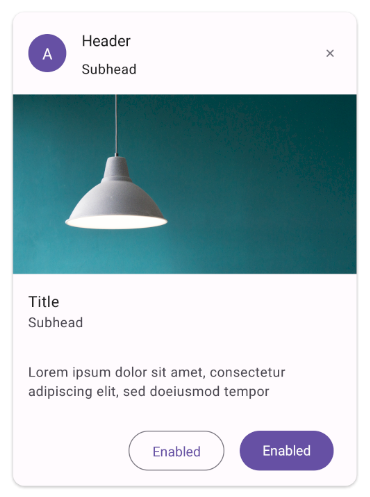 A
Header
Subhead
Title
Subhead
Lorem ipsum dolor sit amet, consectetur
adipiscing elit, sed doeiusmod tempor
Enabled
Enabled